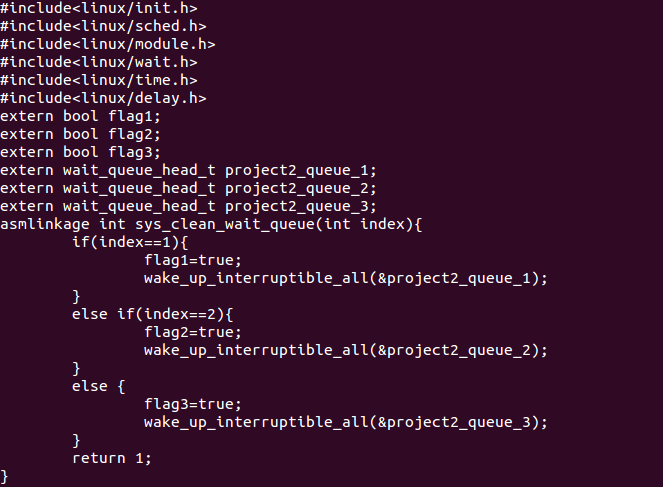 #include<linux/init.h>
#include<linux/sched.h>
#include<linux/module.h>
#include<linux/wait.h>
#include<linux/time.h>
#include<linux/delay.h>
extern bool flag1;
extern bool flag2;
extern bool flag3;
extern wait_queue_head_t project2_queue_1;
extern wait_queue_head_t project2_queue_2;
extern wait_queue_head_t project2_queue_3;
asmlinkage int sys_clean_wait_queue(int index){
        if(index==1){
                flag1=true;
                wake_up_interruptible_all(&project2_queue_1);
        }
        else if(index==2){
                flag2=true;
                wake_up_interruptible_all(&project2_queue_2);
        }
        else {
                flag3=true;
                wake_up_interruptible_all(&project2_queue_3);
        }
        return 1;
}